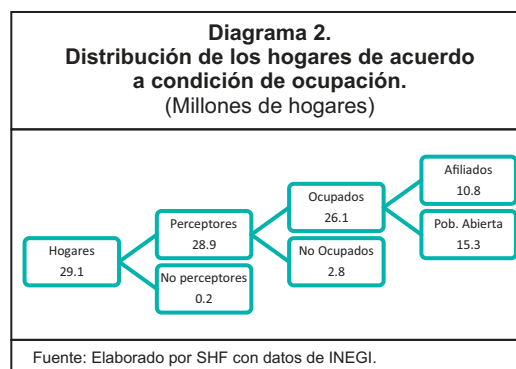 Diagrama 2.
Distribución de los hogares de acuerdo
a condición de ocupación.
(Millones de hogares)
Hogares
29.1
Perceptores
28.9
No perceptores
0.2
Ocupados
26.1
No Ocupados
2.8
Afiliados
10.8
Pob. Abierta
15.3
Fuente: Elaborado por SHF con datos de INEGI.